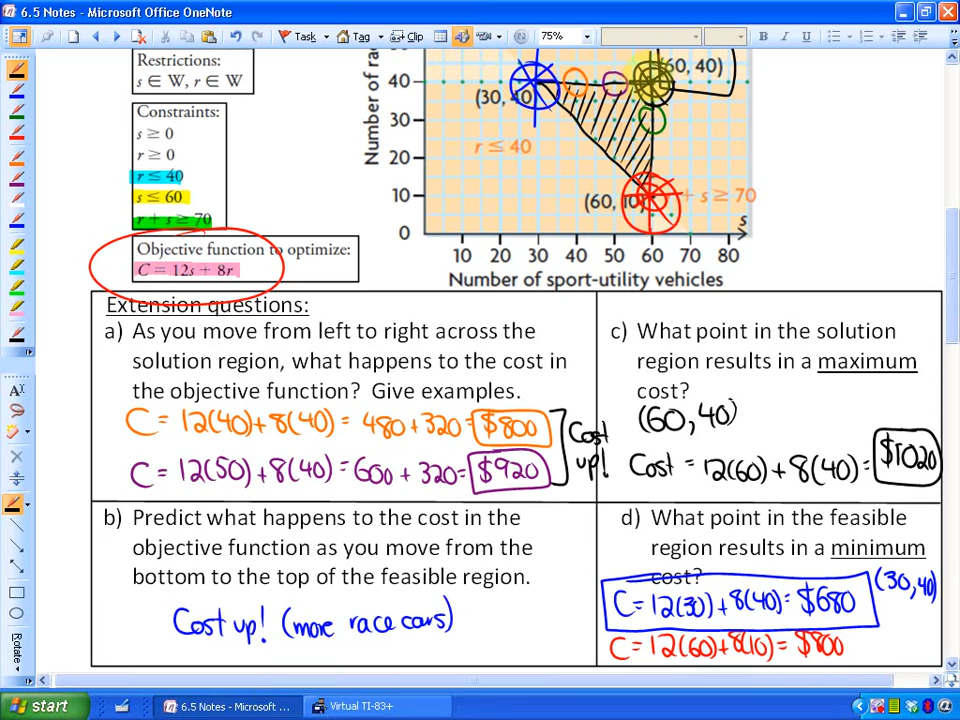 6.5 Notes - Microsoft Office OneNote
Task
Tag
Clip
75%
B
I
U
Restrictions:
s ∈ W, r ∈ W
Constraints:
s ≥ 0
r ≥ 0
r ≤ 40
s ≤ 60
r + s ≥ 70
Objective function to optimize:
C = 12s + 8r
Number of rac
40
30
20
10
0
10 20 30 40 50 60 70 80
s
Number of sport-utility vehicles
(30, 40)
(60, 40)
r ≤ 40
(60, 10)
+ s ≥ 70
Extension questions:
a) As you move from left to right across the
solution region, what happens to the cost in
the objective function? Give examples.
C = 12(40)+8(40) = 480+320= $800
C = 12(50)+8(40)=600 + 320= $920
Cost
up!
b) Predict what happens to the cost in the
objective function as you move from the
bottom to the top of the feasible region.
Cost up! (more race cars)
c) What point in the solution
region results in a maximum
cost?
(60,40)
Cost = 12(60)+8(40)= $1020
d) What point in the feasible
region results in a minimum
cost?
(30,40)
C = 12(30)+8(40)= $680
C = 12(60)+8(10)= $800
A
Rotate
start
6.5 Notes - Microsoft ...
Virtual TI-83+